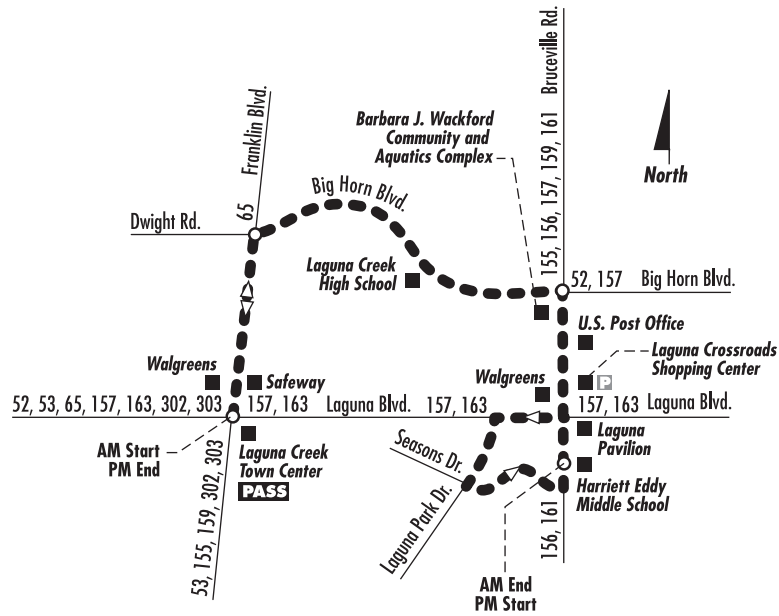 Bruceville Rd.
155, 156, 157, 159, 161
Franklin Blvd.
65
Barbara J. Wackford
Community and
Aquatics Complex
North
Big Horn Blvd.
Dwight Rd.
Laguna Creek
High School
52, 157 Big Horn Blvd.
U.S. Post Office
Laguna Crossroads
Shopping Center
P
Walgreens
Safeway
Walgreens
52, 53, 65, 157, 163, 302, 303
157, 163 Laguna Blvd. 157, 163
157, 163 Laguna Blvd.
AM Start
PM End
Laguna Creek
Town Center
PASS
53, 155, 159, 302, 303
Seasons Dr.
Laguna Park Dr.
Laguna
Pavilion
Harriett Eddy
Middle School
156, 161
AM End
PM Start